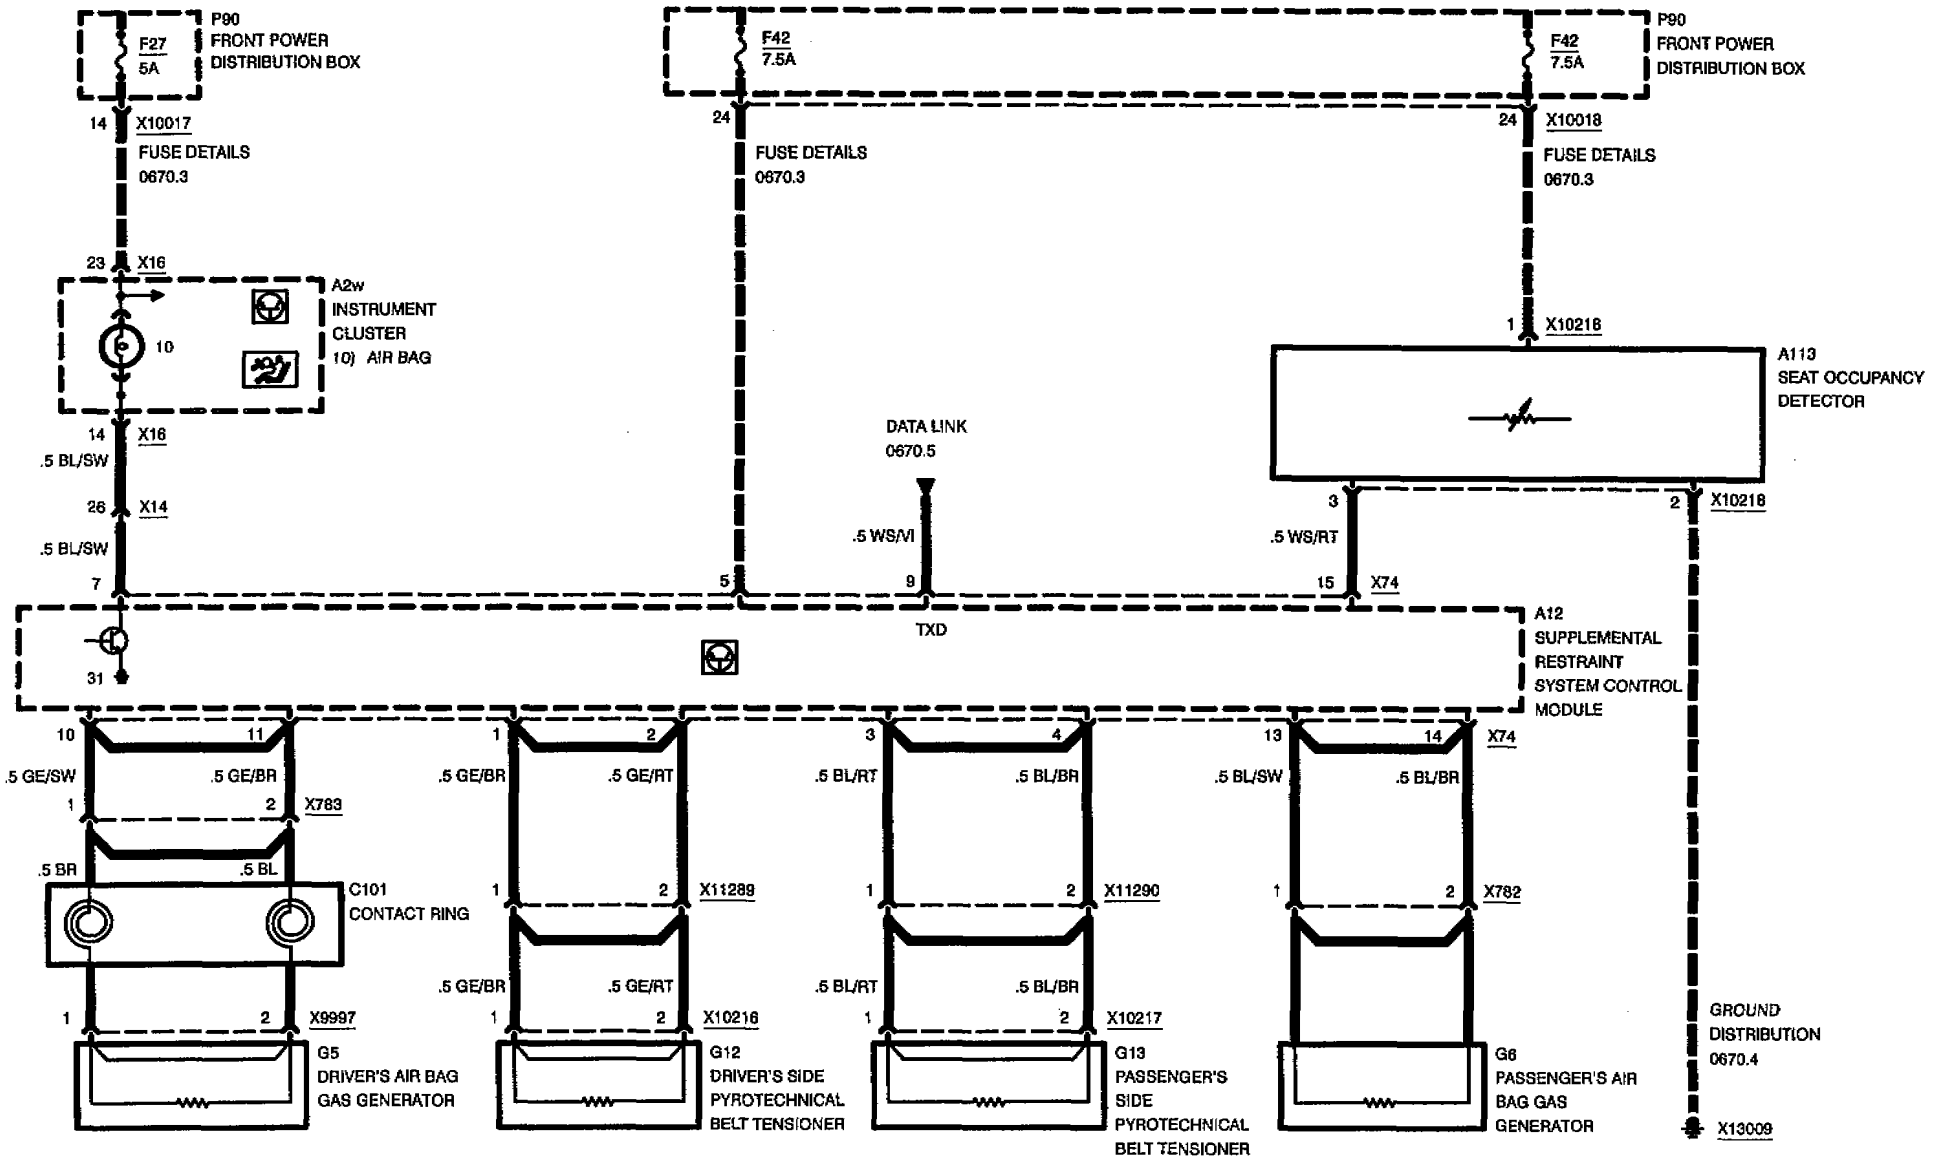 P90
FRONT POWER
DISTRIBUTION BOX
F27
5A
F42
7.5A
F42
7.5A
P90
FRONT POWER
DISTRIBUTION BOX
14
X10017
24
24
X10018
FUSE DETAILS
0670.3
FUSE DETAILS
0670.3
FUSE DETAILS
0670.3
23
X16
A2w
INSTRUMENT
CLUSTER
10) AIR BAG
10
1
X10218
A113
SEAT OCCUPANCY
DETECTOR
14
X16
.5 BL/SW
DATA LINK
0670.5
26
X14
3
2
X10218
.5 BL/SW
.5 WS/VI
.5 WS/RT
7
5
9
15
X74
TXD
31
A12
SUPPLEMENTAL
RESTRAINT
SYSTEM CONTROL
MODULE
10
11
1
2
3
4
13
14
X74
.5 GE/SW
.5 GE/BR
.5 GE/BR
.5 GE/RT
.5 BL/RT
.5 BL/BR
.5 BL/SW
.5 BL/BR
1
2
X783
.5 BR
.5 BL
C101
CONTACT RING
1
2
X11289
1
2
X11290
1
2
X782
.5 GE/BR
.5 GE/RT
.5 BL/RT
.5 BL/BR
1
2
X9997
1
2
X10216
1
2
X10217
G5
DRIVER'S AIR BAG
GAS GENERATOR
G12
DRIVER'S SIDE
PYROTECHNICAL
BELT TENSIONER
G13
PASSENGER'S
SIDE
PYROTECHNICAL
BELT TENSIONER
G6
PASSENGER'S AIR
BAG GAS
GENERATOR
GROUND
DISTRIBUTION
0670.4
X13009